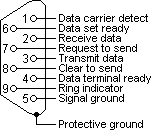 1 Data carrier detect
6 Data set ready
2 Receive data
7 Request to send
3 Transmit data
8 Clear to send
4 Data terminal ready
9 Ring indicator
5 Signal ground
Protective ground